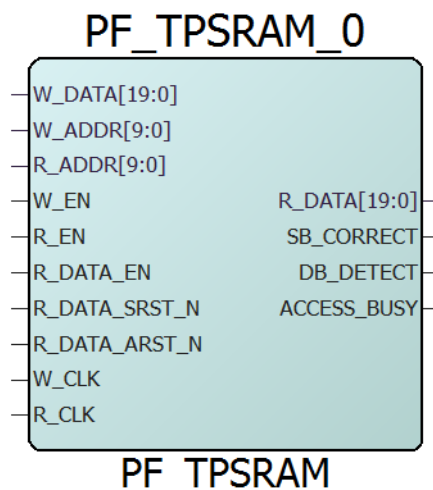 PF_TPSRAM_0
W_DATA[19:0]
W_ADDR[9:0]
R_ADDR[9:0]
W_EN
R_DATA[19:0]
R_EN
SB_CORRECT
R_DATA_EN
DB_DETECT
R_DATA_SRST_N
ACCESS_BUSY
R_DATA_ARST_N
W_CLK
R_CLK
PF_TPSRAM